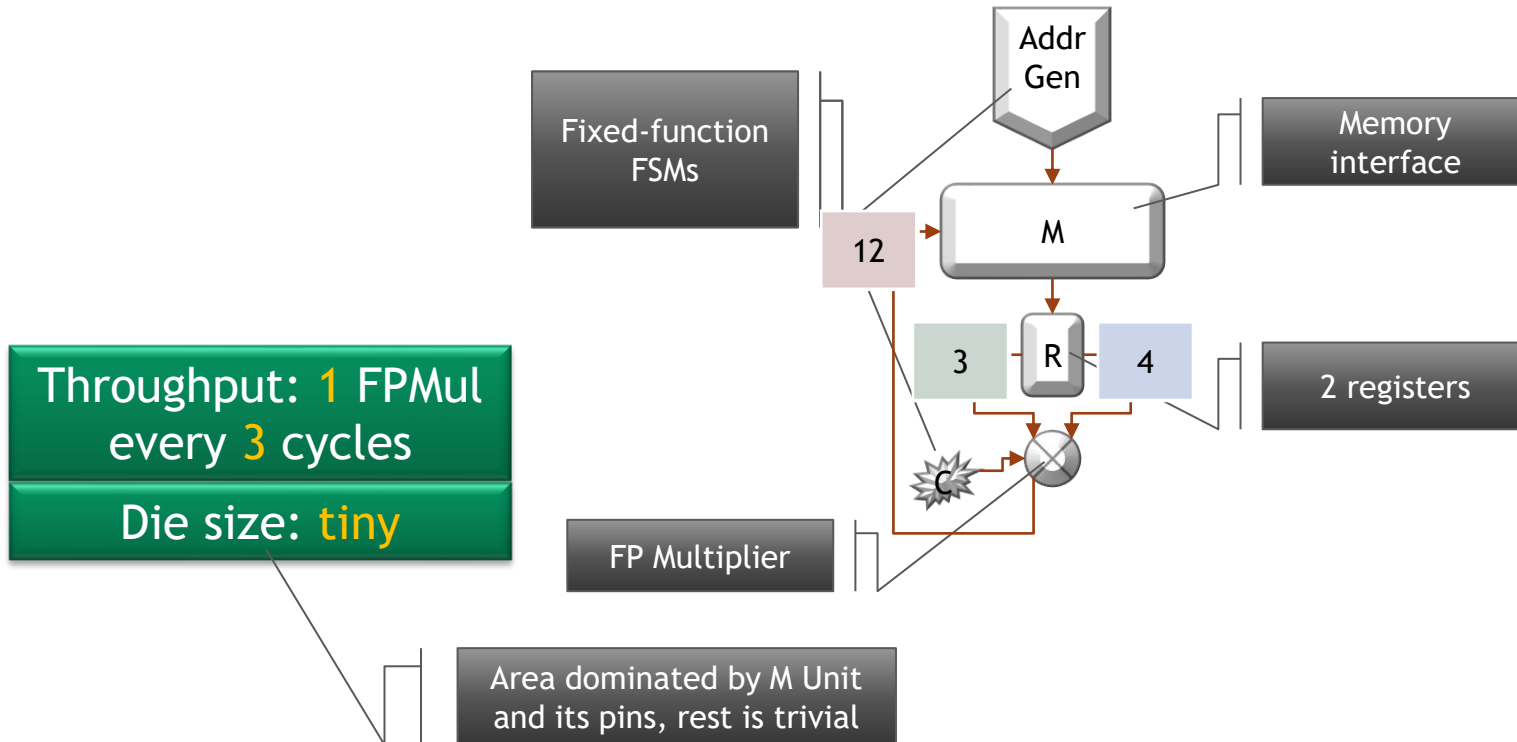 Addr
Gen
Fixed-function
FSMs
Memory
interface
M
12
3
R
4
2 registers
Throughput: 1 FPMul
every 3 cycles
Die size: tiny
C
FP Multiplier
Area dominated by M Unit
and its pins, rest is trivial